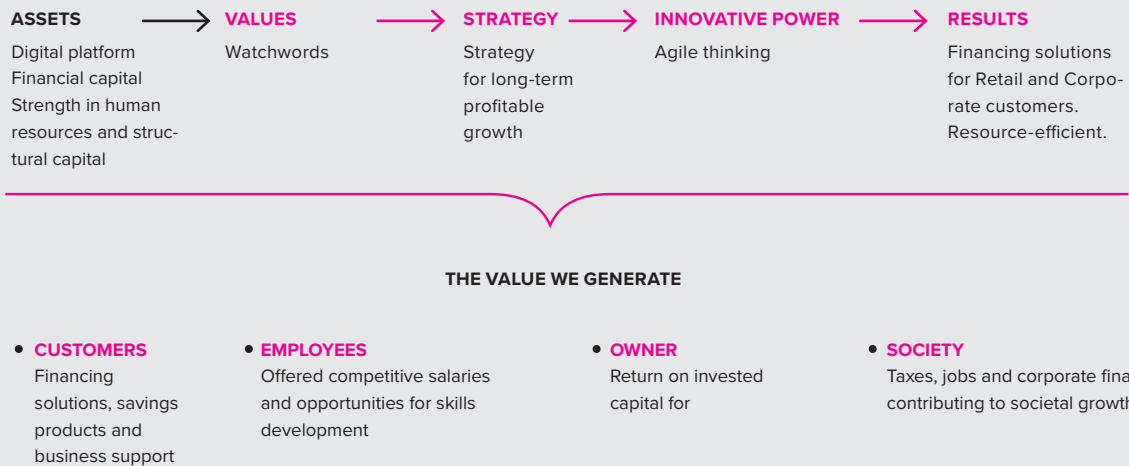 ASSETS
Digital platform
Financial capital
Strength in human
resources and struc-
tural capital
VALUES
Watchwords
STRATEGY
Strategy
for long-term
profitable
growth
INNOVATIVE POWER
Agile thinking
RESULTS
Financing solutions
for Retail and Corpo-
rate customers.
Resource-efficient.
THE VALUE WE GENERATE
• CUSTOMERS
Financing
solutions, savings
products and
business support
• EMPLOYEES
Offered competitive salaries
and opportunities for skills
development
• OWNER
Return on invested
capital for
• SOCIETY
Taxes, jobs and corporate
contributing to societal